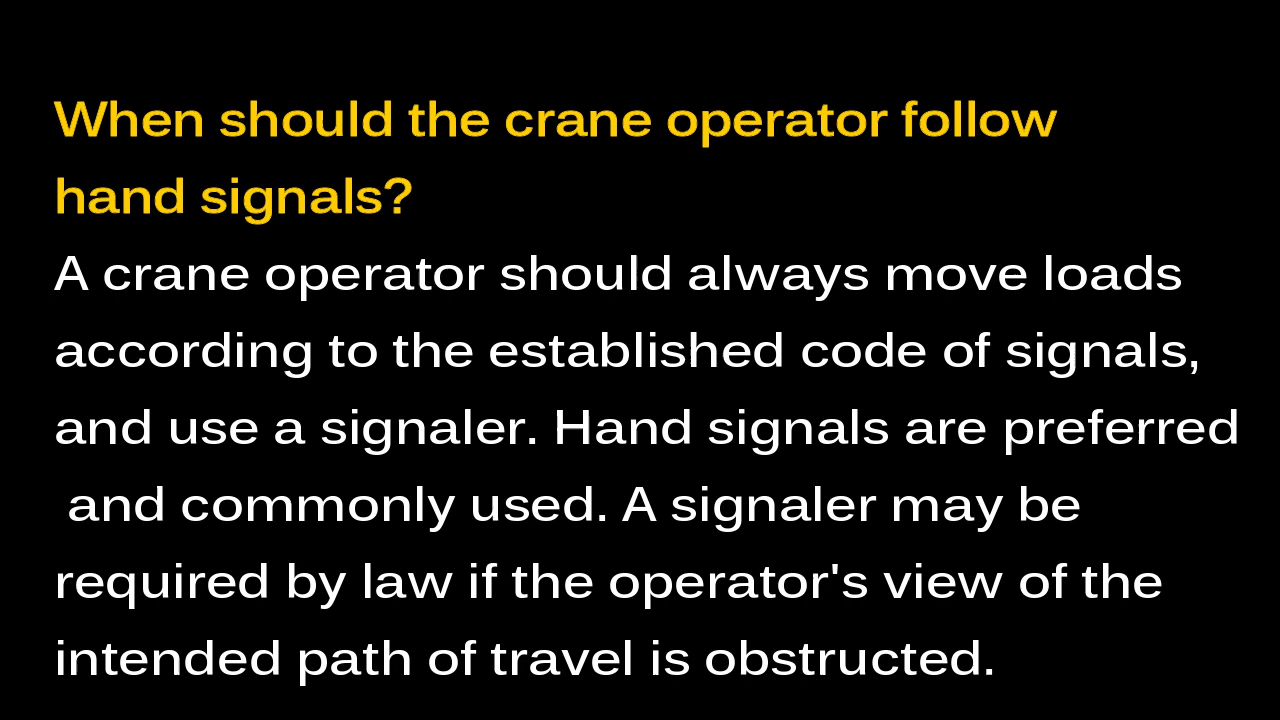 When should the crane operator follow
hand signals?
A crane operator should always move loads
according to the established code of signals,
and use a signaler. Hand signals are preferred
and commonly used. A signaler may be
required by law if the operator's view of the
intended path of travel is obstructed.